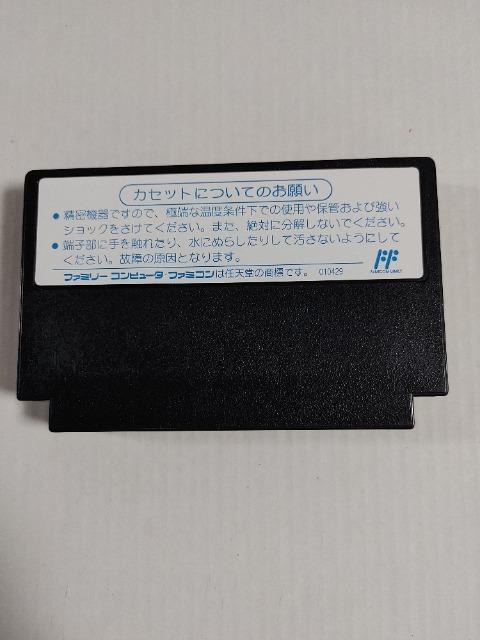 カセットについてのお願い
● 精密機器ですので、極端な温度条件下での使用や保管および強い
ショックをさけてください。また、絶対に分解しないでください。
● 端子部に手を触れたり、水にぬらしたりして汚さないようにして
ください。故障の原因となります。
ファミリーコンピュータ・ファミコンは任天堂の商標です。 010429
FF
FAMICOM FAMILY